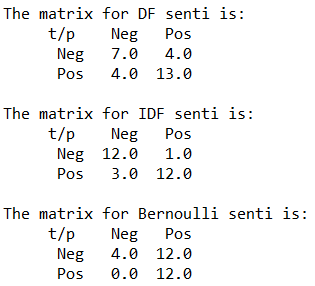 The matrix for DF senti is:
t/p Neg Pos
Neg 7.0 4.0
Pos 4.0 13.0
The matrix for IDF senti is:
t/p Neg Pos
Neg 12.0 1.0
Pos 3.0 12.0
The matrix for Bernoulli senti is:
t/p Neg Pos
Neg 4.0 12.0
Pos 0.0 12.0